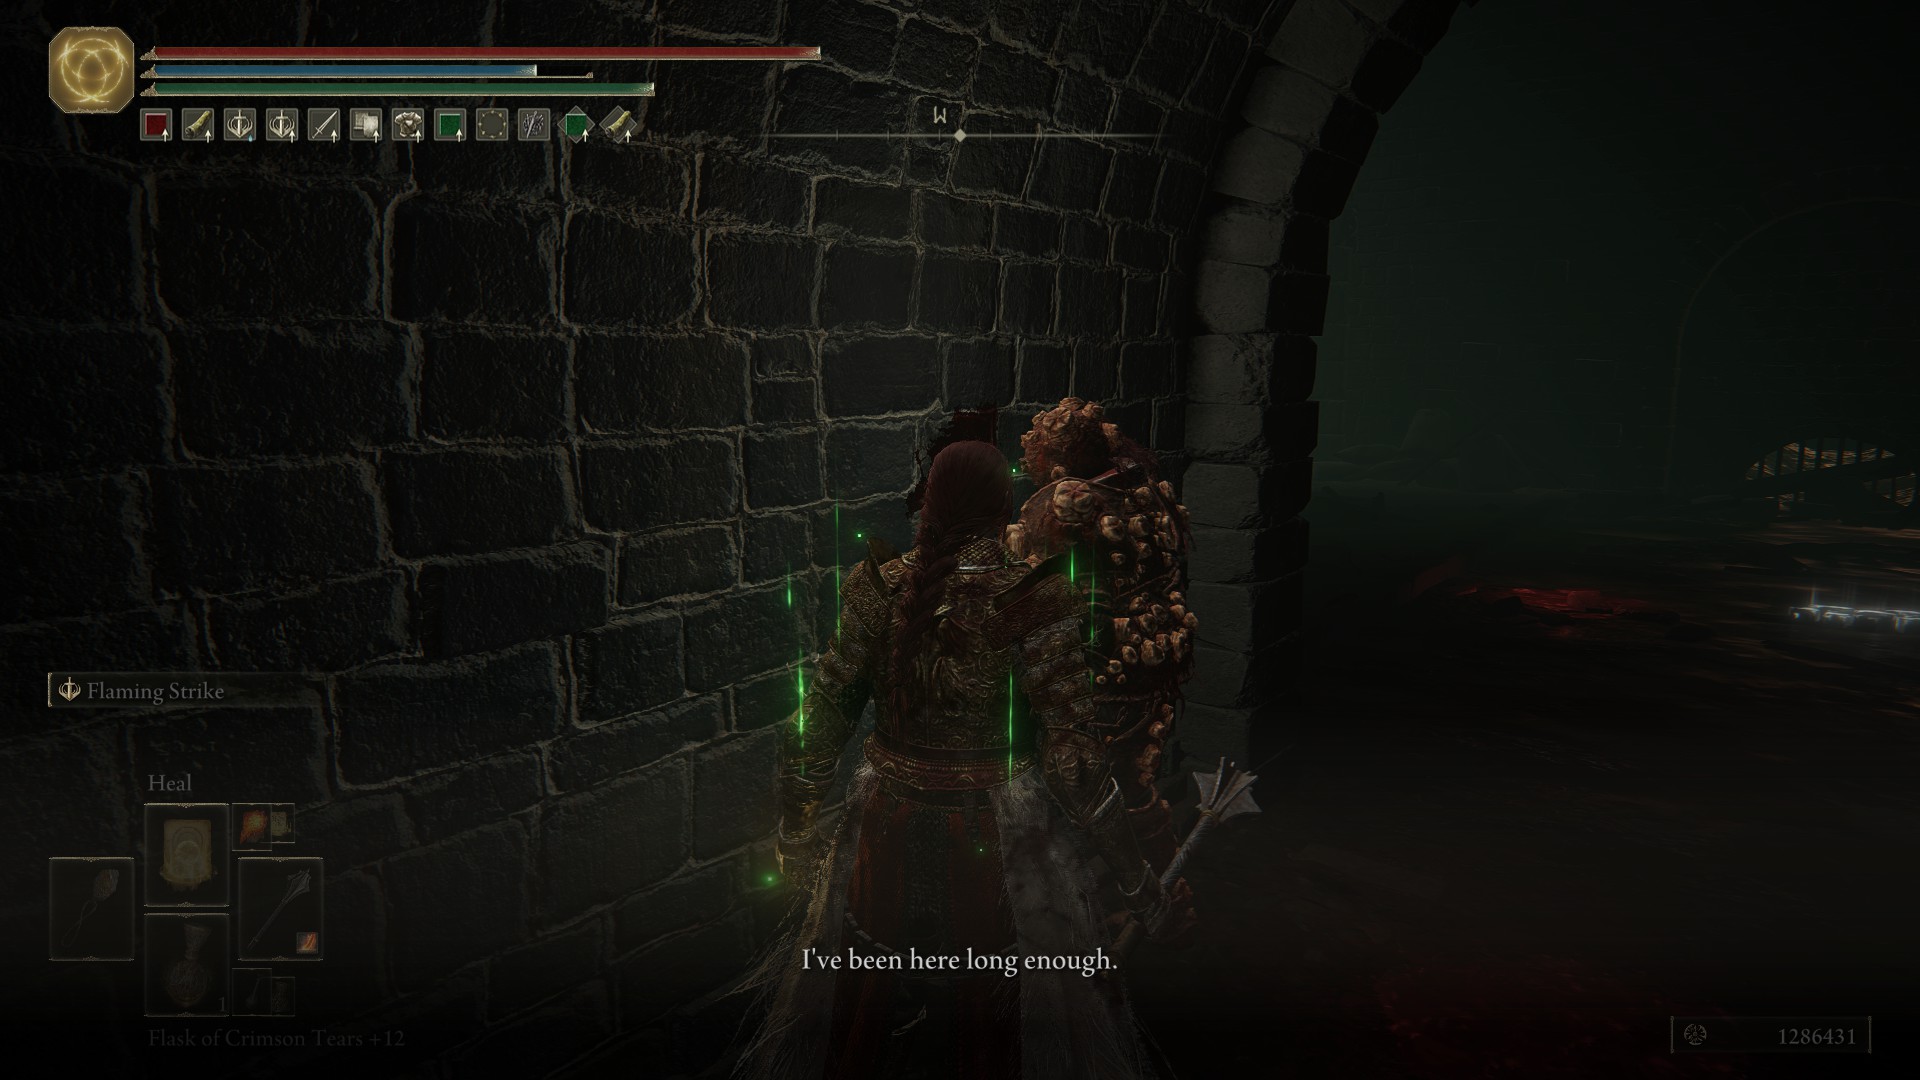 W
Flaming Strike
Heal
1
Flask of Crimson Tears +12
I've been here long enough.
1286431